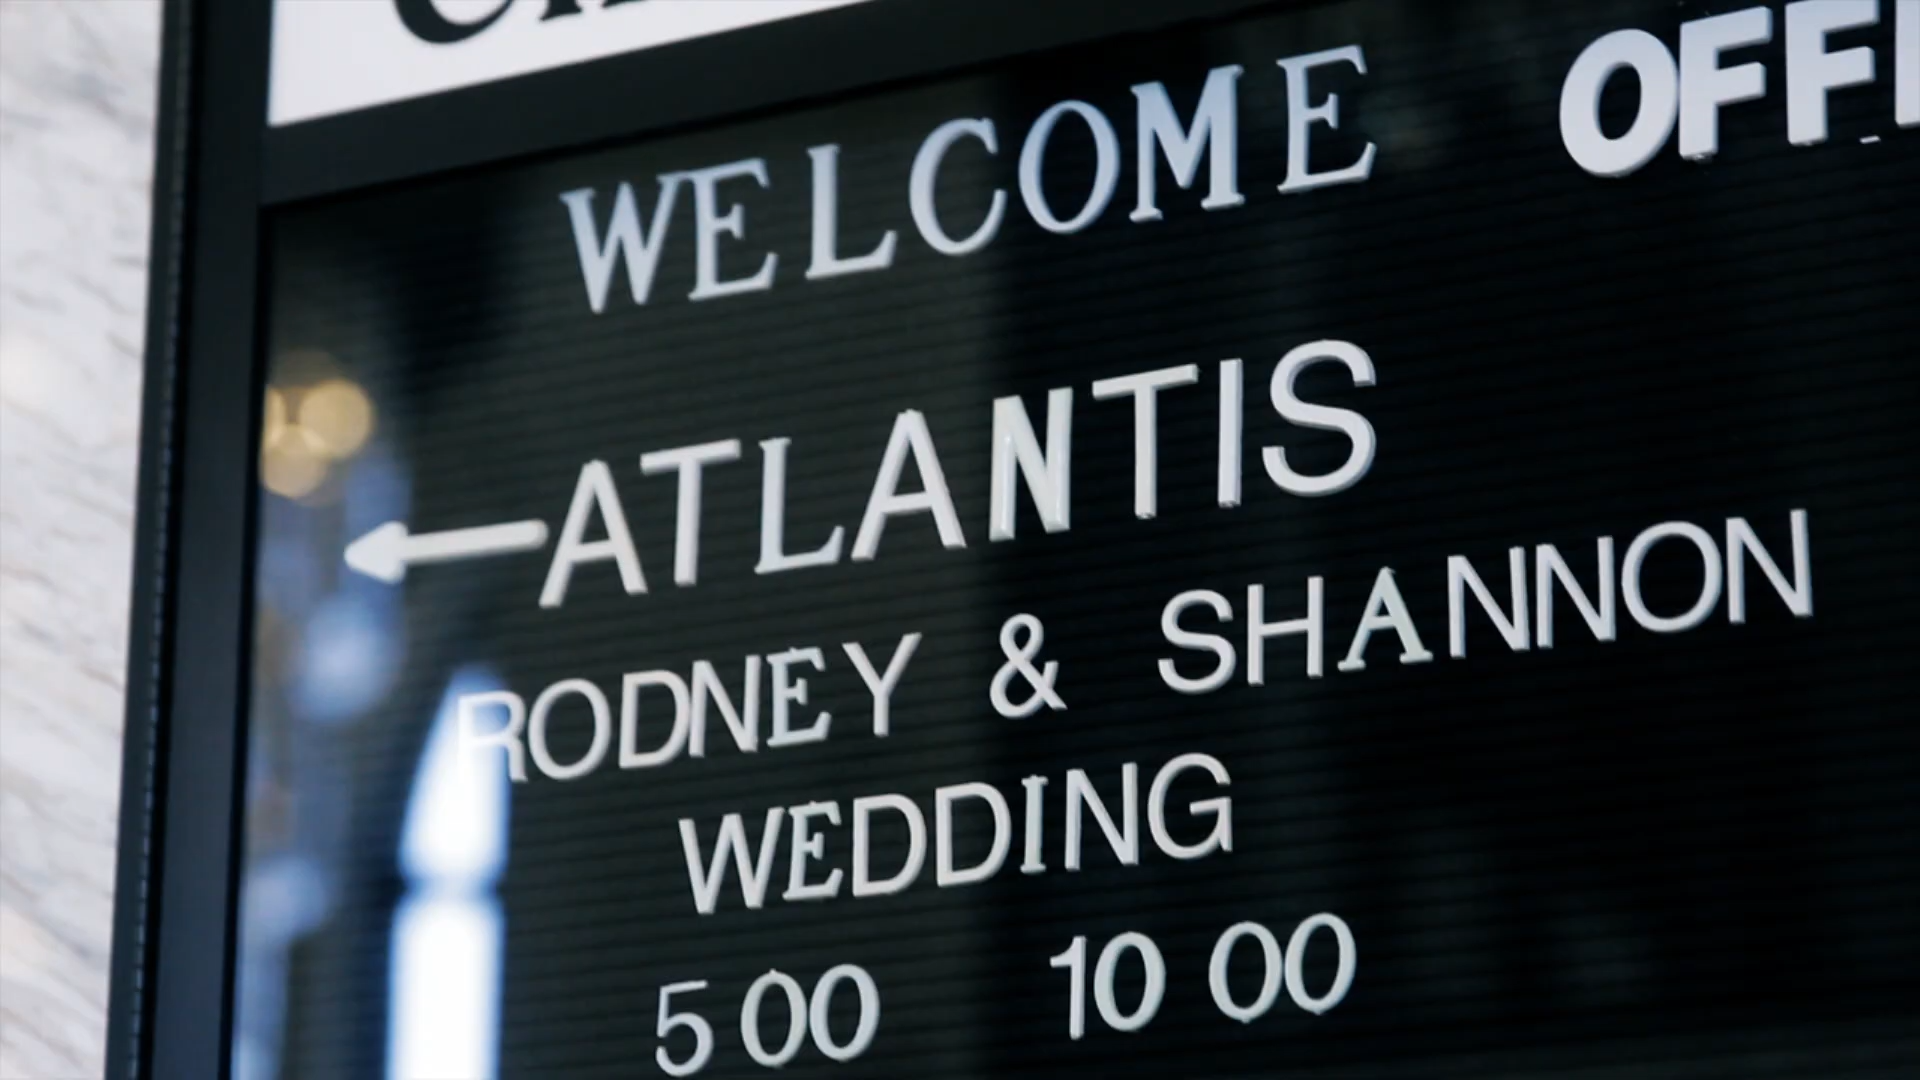 WELCOME
ATLANTIS
RODNEY & SHANNON
WEDDING
5 00 10 00